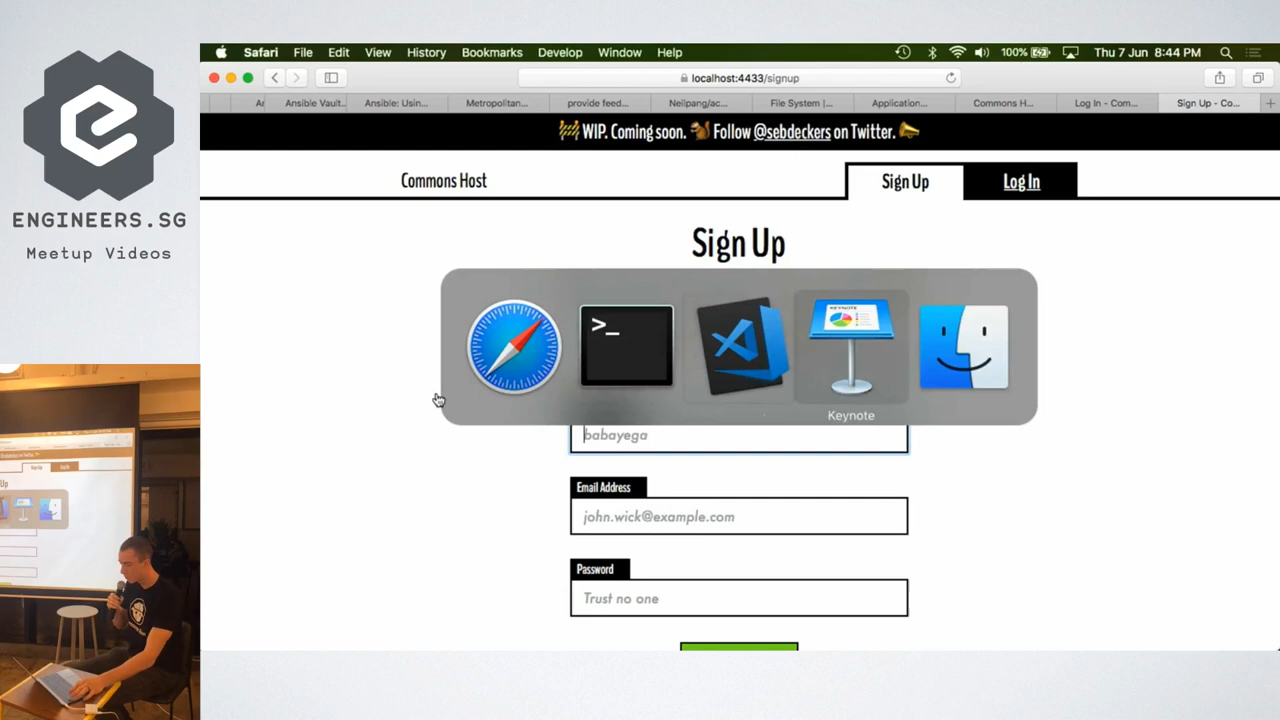 ENGINEERS.SG
Meetup Videos
Safari File Edit View History Bookmarks Develop Window Help 100% Thu 7 Jun 8:44 PM
localhost:4433/signup
Ar Ansible Vault... Ansible: Usin... Metropolitan... provide feed... Neilpang/ac... File System |... Application... Commons H... Log In - Com... Sign Up - Co...
WIP. Coming soon. Follow @sebdeckers on Twitter.
Commons Host
Sign Up
Log In
Sign Up
>_
KEYNOTE
Keynote
babayega
Email Address
john.wick@example.com
Password
Trust no one